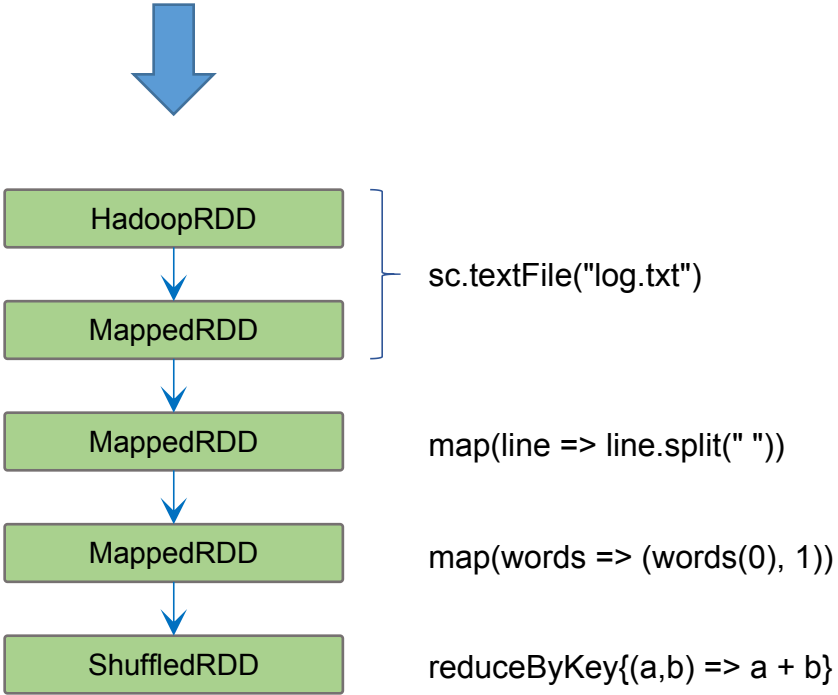 HadoopRDD
sc.textFile("log.txt")
MappedRDD
MappedRDD
map(line => line.split(" "))
MappedRDD
map(words => (words(0), 1))
ShuffledRDD
reduceByKey{(a,b) => a + b}